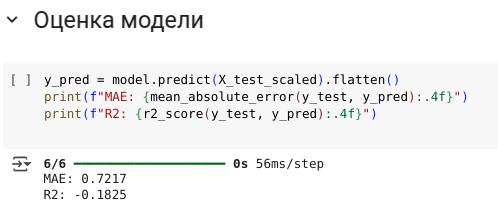 Оценка модели
[ ] y_pred = model.predict(X_test_scaled).flatten()
print(f"MAE: {mean_absolute_error(y_test, y_pred):.4f}")
print(f"R2: {r2_score(y_test, y_pred):.4f}")
6/6 ━━━━━━━━━━━━━━━━━━━━ 0s 56ms/step
MAE: 0.7217
R2: -0.1825